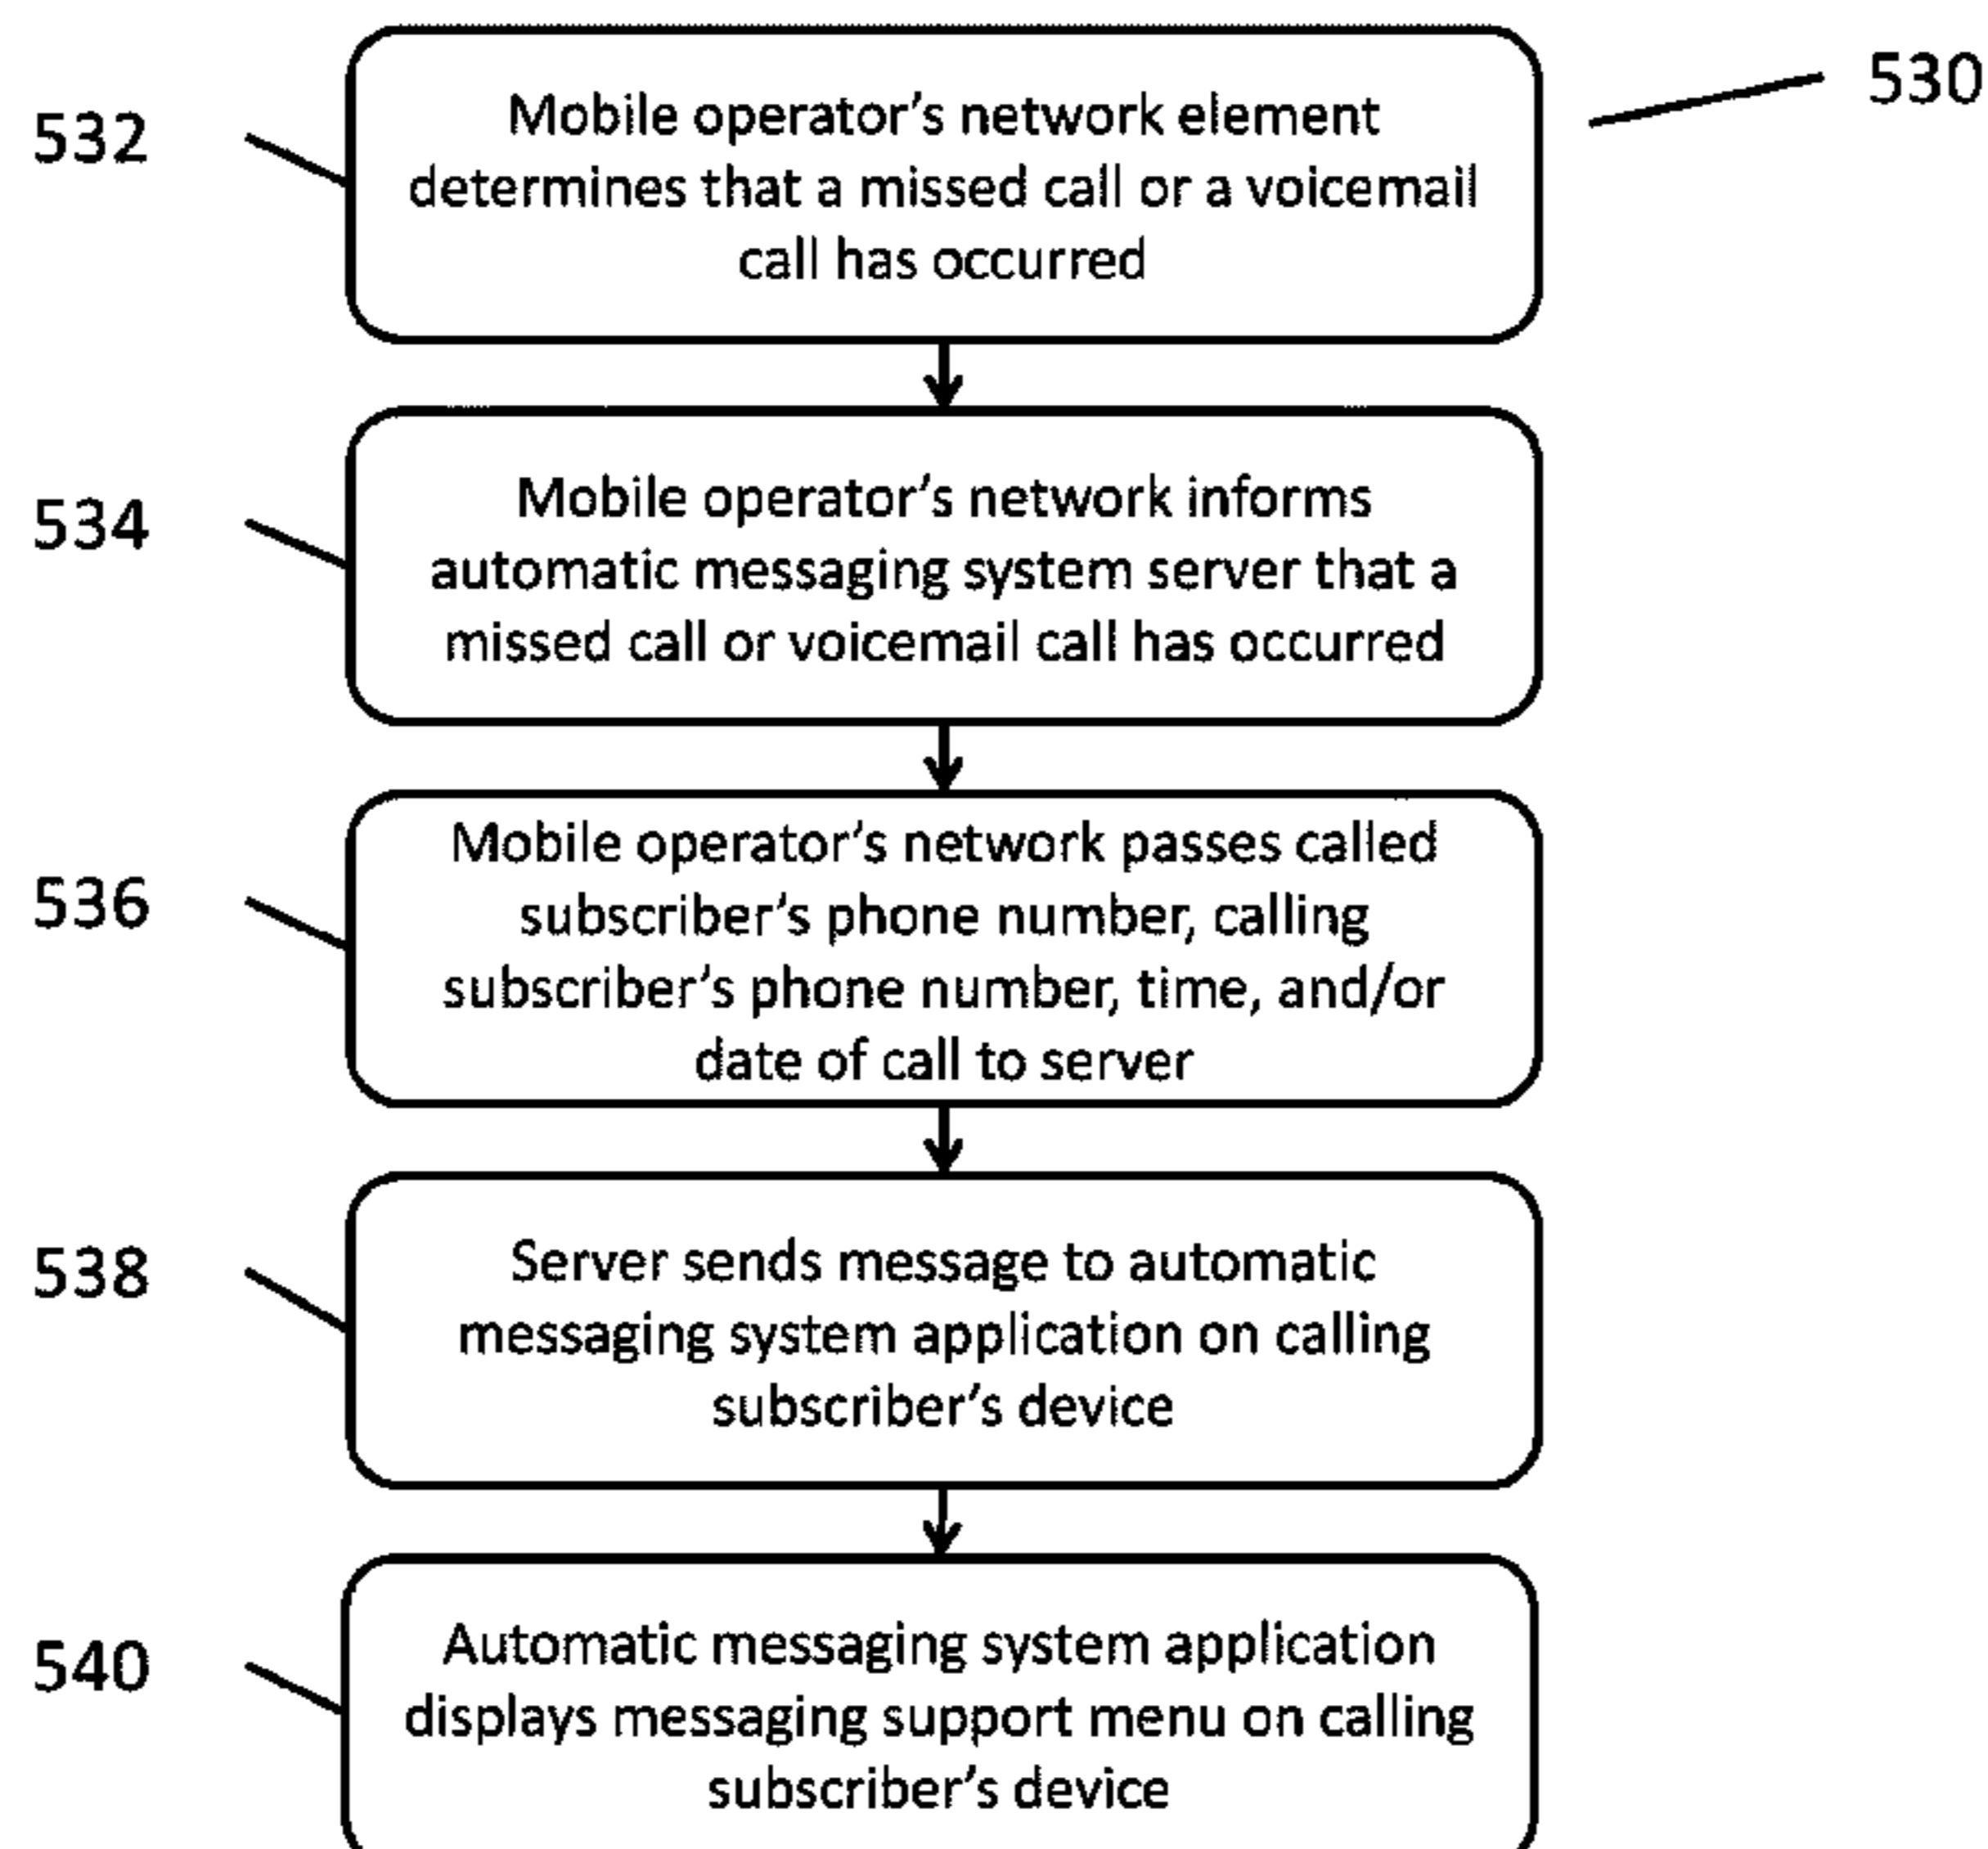 530
532
Mobile operator's network element
determines that a missed call or a voicemail
call has occurred
534
Mobile operator's network informs
automatic messaging system server that a
missed call or voicemail call has occurred
536
Mobile operator's network passes called
subscriber's phone number, calling
subscriber's phone number, time, and/or
date of call to server
538
Server sends message to automatic
messaging system application on calling
subscriber's device
540
Automatic messaging system application
displays messaging support menu on calling
subscriber's device